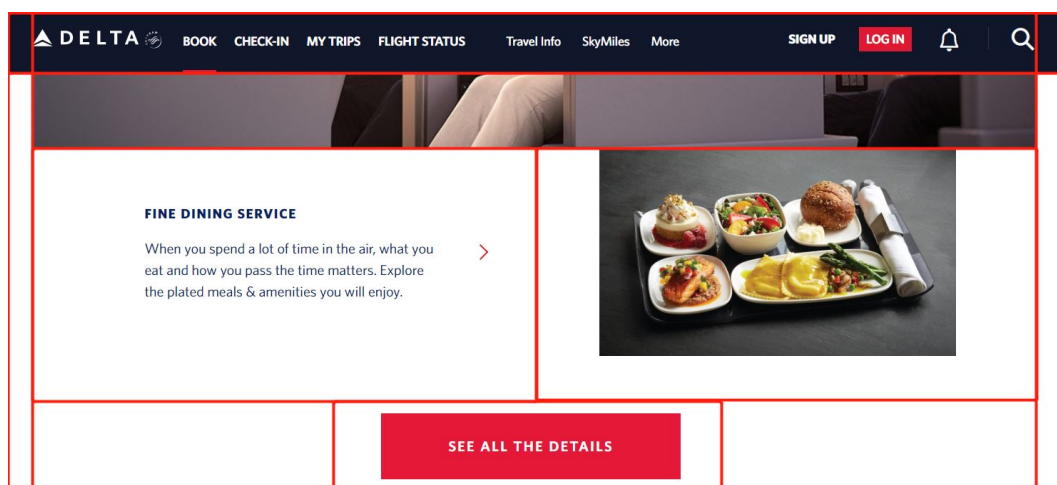 DELTA BOOK CHECK-IN MY TRIPS FLIGHT STATUS Travel Info SkyMiles More SIGN UP LOG IN
FINE DINING SERVICE
When you spend a lot of time in the air, what you
eat and how you pass the time matters. Explore
the plated meals & amenities you will enjoy.
SEE ALL THE DETAILS